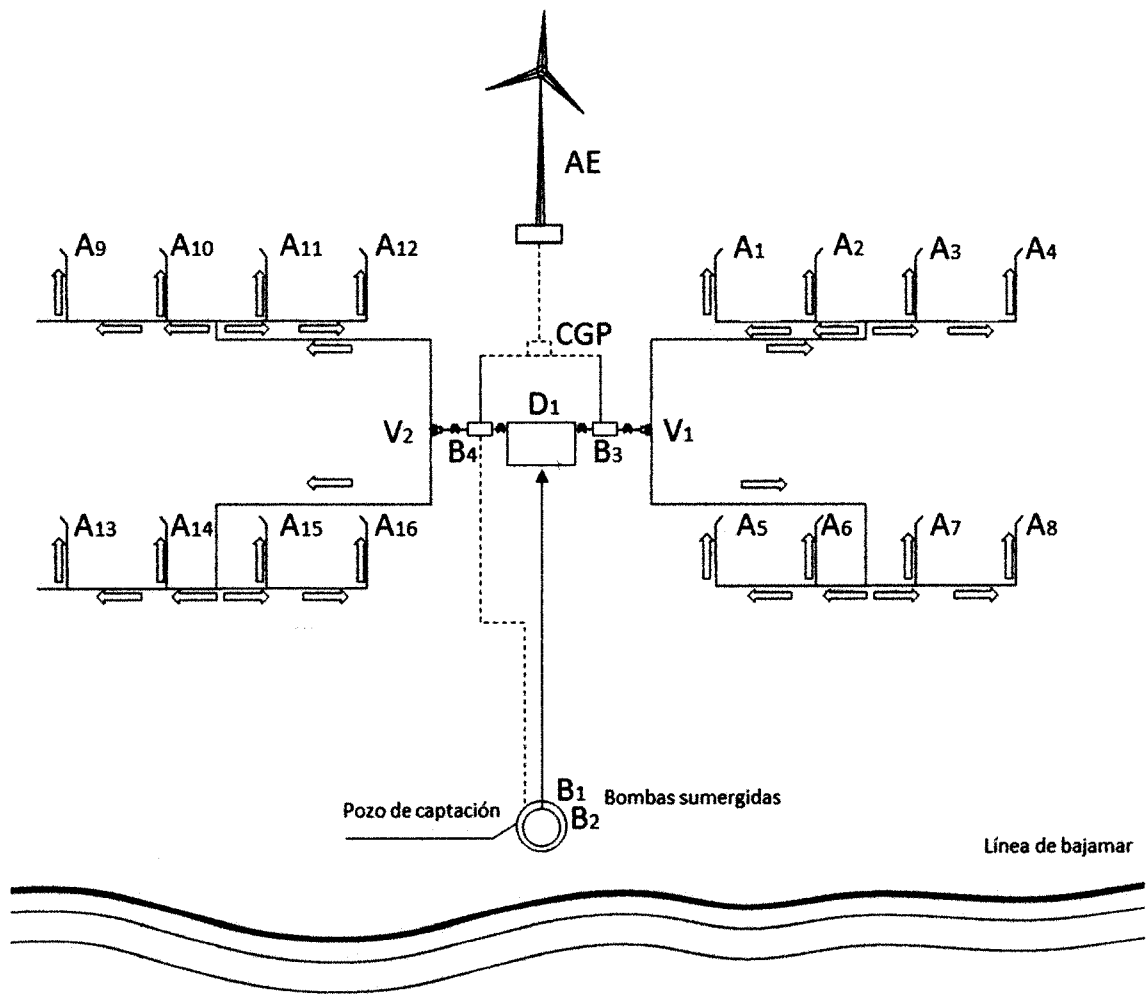 AE
A9 A10 A11 A12
A1 A2 A3 A4
CGP
D1
V2 B4 B3 V1
A13 A14 A15 A16
A5 A6 A7 A8
B1
B2
Bombas sumergidas
Pozo de captación
Línea de bajamar